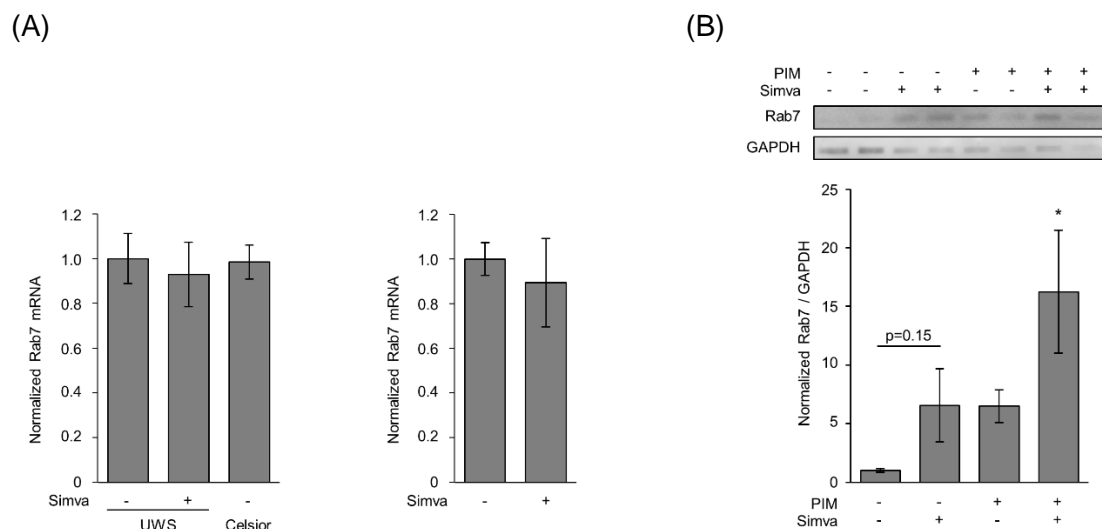 (A)
(B)
PIM - - - - + + + +
Simva - - + + - - + +
Rab7
GAPDH
Normalized Rab7 mRNA
1.2
1.0
0.8
0.6
0.4
0.2
0
Simva - + -
UWS Celsior
Normalized Rab7 mRNA
1.2
1.0
0.8
0.6
0.4
0.2
0
Simva - +
Normalized Rab7 / GAPDH
25
20
15
10
5
0
p=0.15
*
PIM - - + +
Simva - + - +